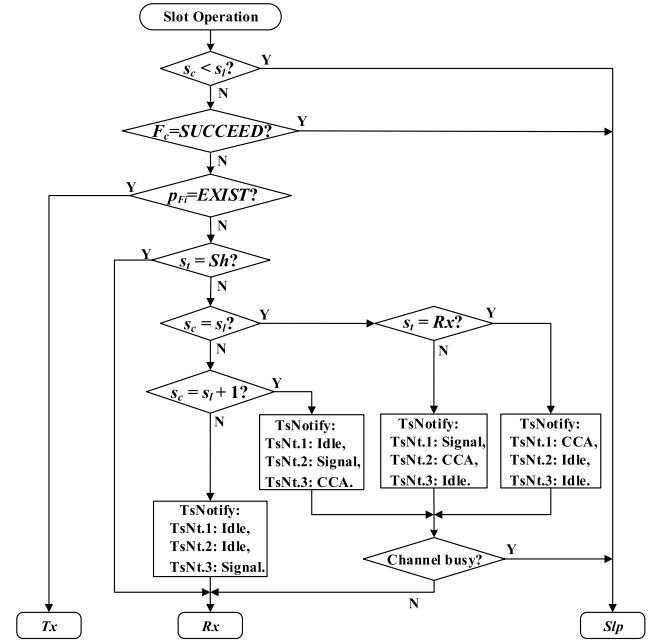 Slot Operation
s_c < s_l?
Y
N
F_c=SUCCEED?
Y
N
p_Fi=EXIST?
Y
N
s_t = Sh?
Y
N
s_c = s_l?
Y
s_t = Rx?
Y
N
N
s_c = s_l + 1?
Y
N
TsNotify:
TsNt.1: Idle,
TsNt.2: Signal,
TsNt.3: CCA.
TsNotify:
TsNt.1: Signal,
TsNt.2: CCA,
TsNt.3: Idle.
TsNotify:
TsNt.1: CCA,
TsNt.2: Idle,
TsNt.3: Idle.
TsNotify:
TsNt.1: Idle,
TsNt.2: Idle,
TsNt.3: Signal.
Channel busy?
Y
N
Tx
Rx
Slp